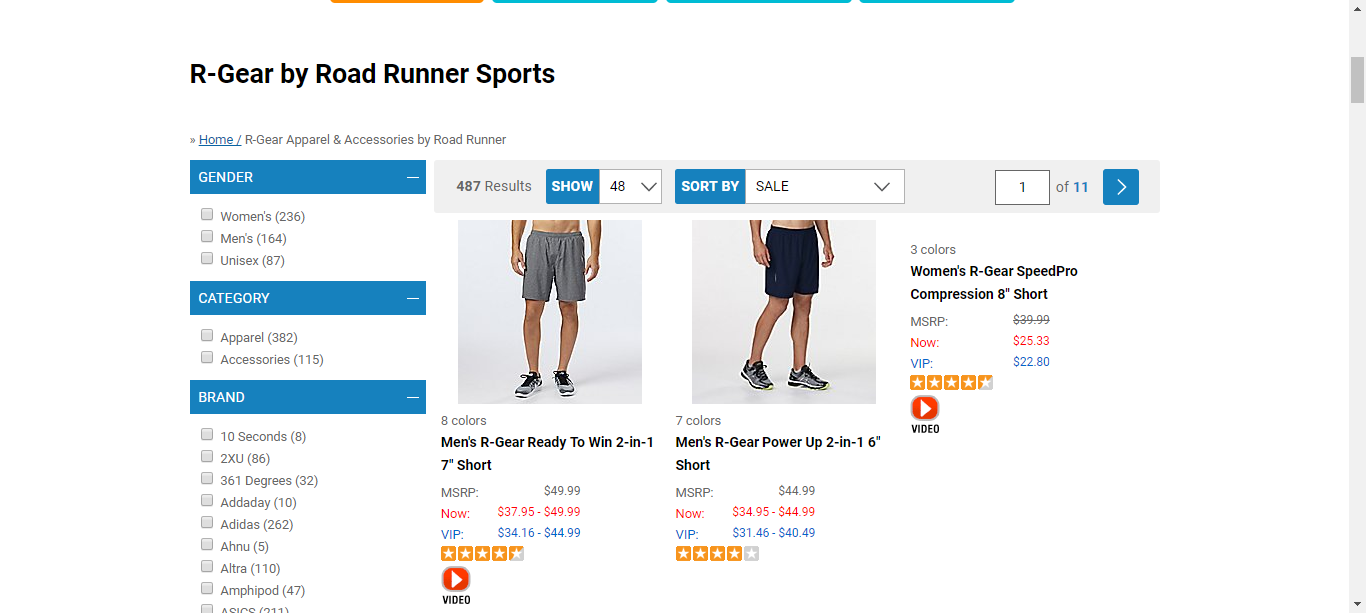 R-Gear by Road Runner Sports
» Home / R-Gear Apparel & Accessories by Road Runner
GENDER
Women's (236)
Men's (164)
Unisex (87)
CATEGORY
Apparel (382)
Accessories (115)
BRAND
10 Seconds (8)
2XU (86)
361 Degrees (32)
Addaday (10)
Adidas (262)
Ahnu (5)
Altra (110)
Amphipod (47)
ASICS (211)
487 Results SHOW 48 SORT BY SALE 1 of 11
8 colors
Men's R-Gear Ready To Win 2-in-1
7" Short
MSRP: $49.99
Now: $37.95 - $49.99
VIP: $34.16 - $44.99
VIDEO
7 colors
Men's R-Gear Power Up 2-in-1 6"
Short
MSRP: $44.99
Now: $34.95 - $44.99
VIP: $31.46 - $40.49
3 colors
Women's R-Gear SpeedPro
Compression 8" Short
MSRP: $39.99
Now: $25.33
VIP: $22.80
VIDEO